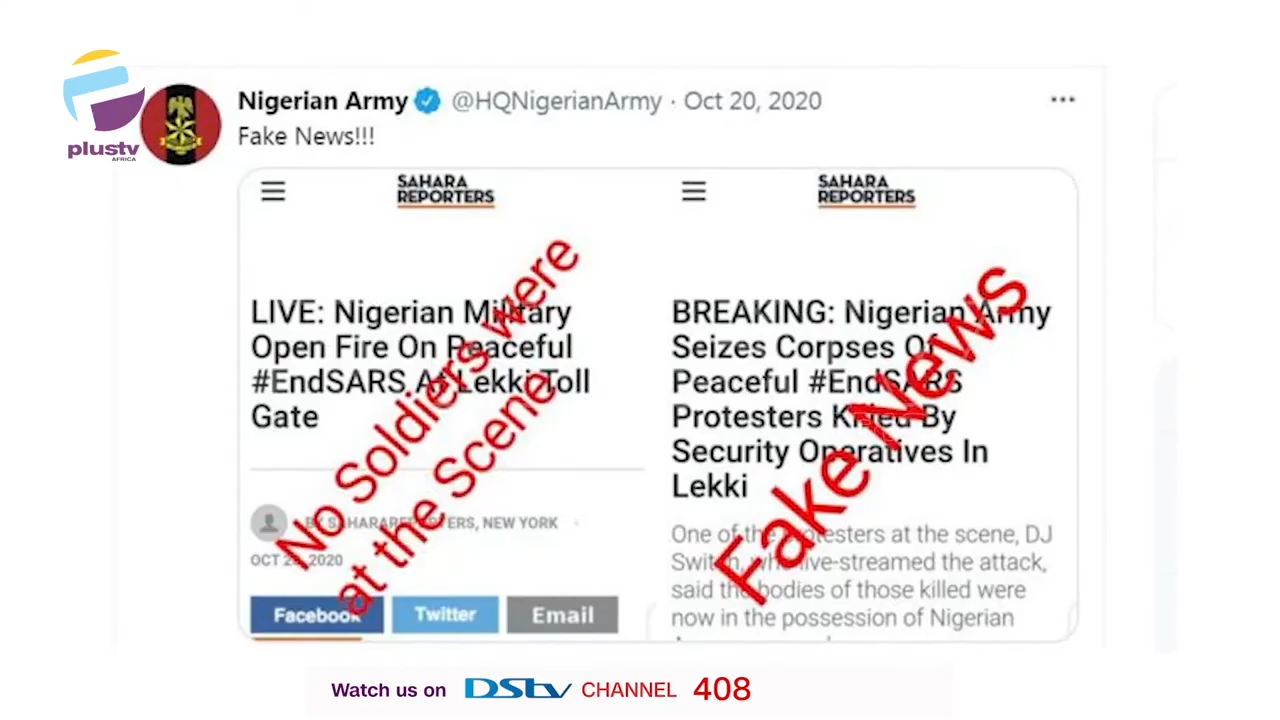 plustv
AFRICA
Nigerian Army @HQNigerianArmy · Oct 20, 2020
Fake News!!!
SAHARA
REPORTERS
LIVE: Nigerian Military
Open Fire On Peaceful
#EndSARS At Lekki Toll
Gate
BY SAHARAREPORTERS, NEW YORK
OCT 20, 2020
Facebook Twitter Email
No Soldiers were
at the Scene
SAHARA
REPORTERS
BREAKING: Nigerian Army
Seizes Corpses Of
Peaceful #EndSARS
Protesters Killed By
Security Operatives In
Lekki
One of the protesters at the scene, DJ
Switch, who live-streamed the attack,
said the bodies of those killed were
now in the possession of Nigerian
Fake News
Watch us on DStv CHANNEL 408